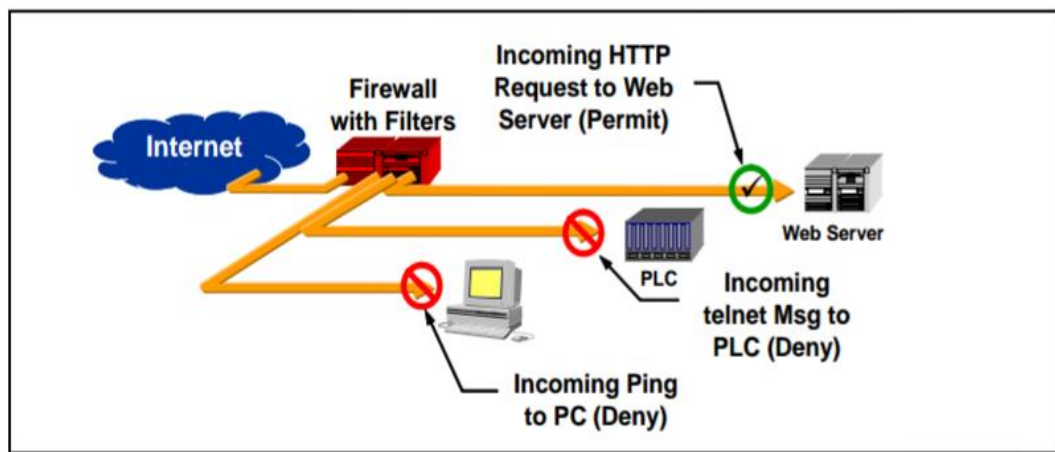 Incoming HTTP
Request to Web
Server (Permit)
Firewall
with Filters
Internet
Web Server
PLC
Incoming
telnet Msg to
PLC (Deny)
Incoming Ping
to PC (Deny)